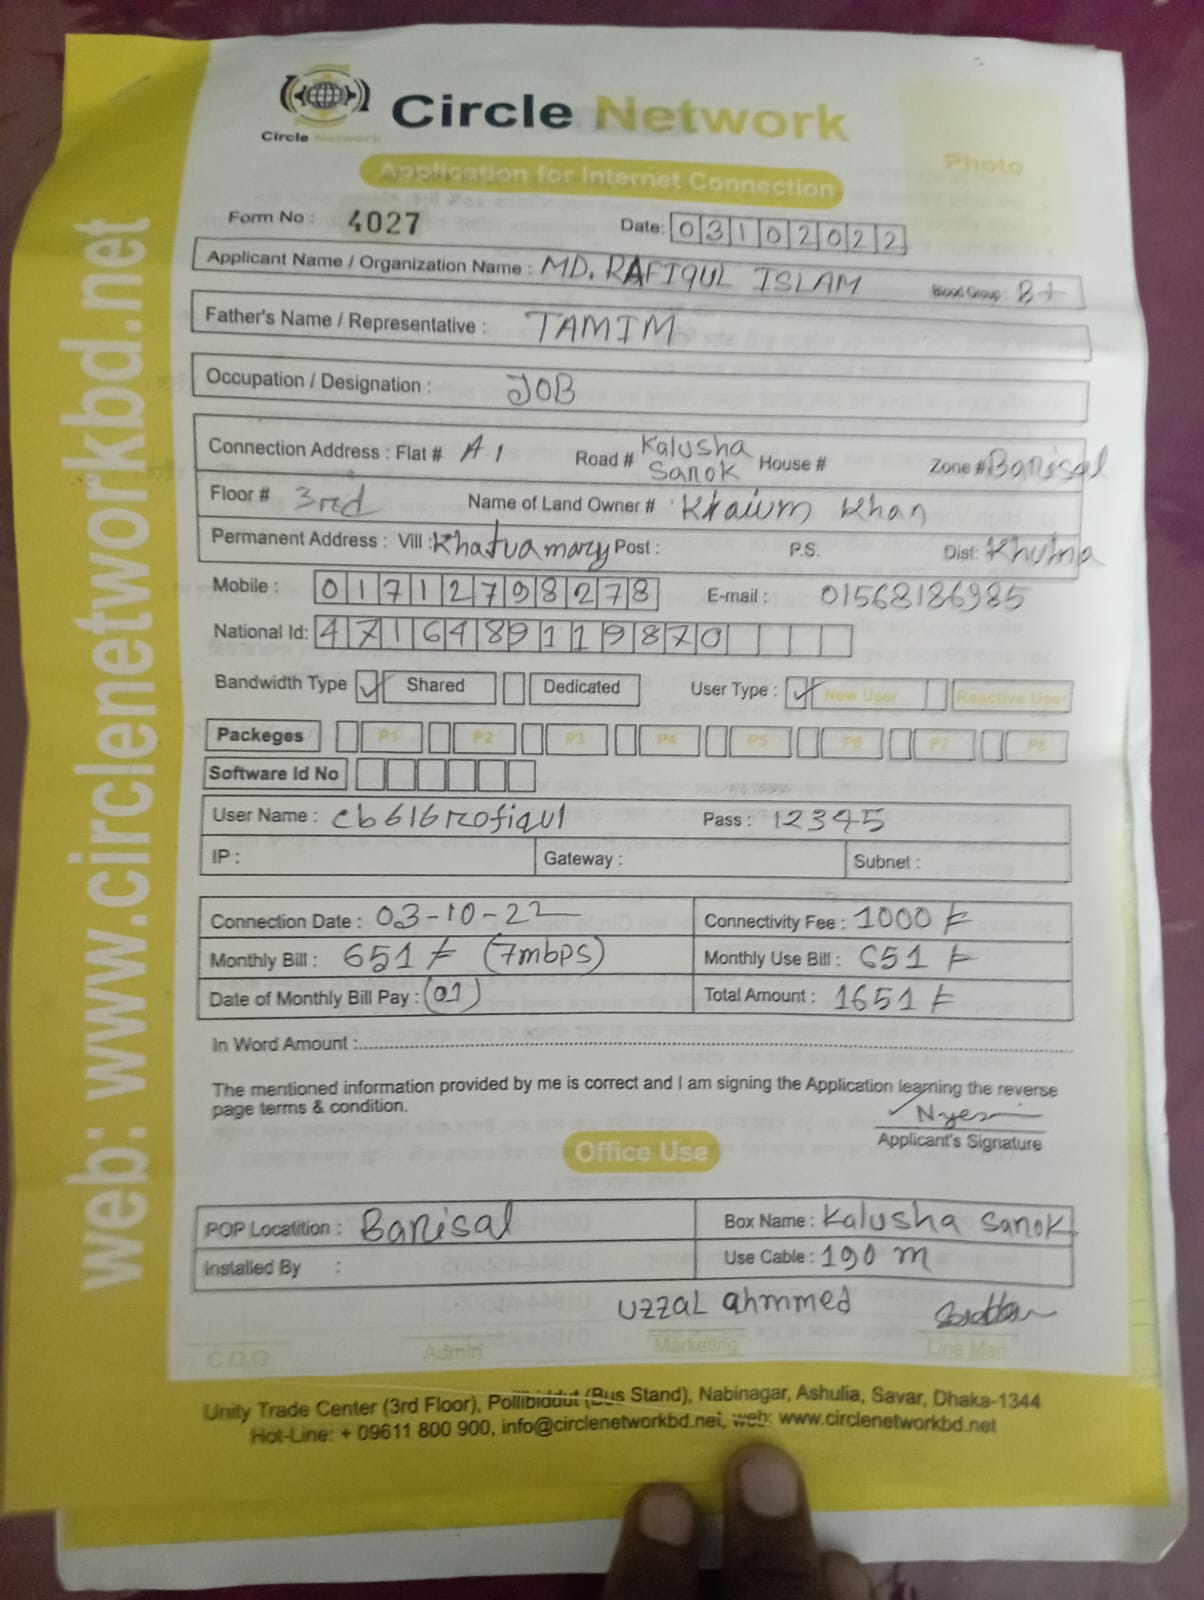 Circle Network
Circle Network
Application for Internet Connection
Photo
Form No : 4027 Date: 03102022
Applicant Name / Organization Name : MD. RAFIQUL ISLAM Blood Group : B+
Father's Name / Representative : TAMIM
Occupation / Designation : JOB
Connection Address : Flat # A 1 Road # Kalusha Sanok House # Zone # Barisal
Floor # 3red Name of Land Owner # Khaium Khan
Permanent Address : Vill : Khatuamary Post : P.S. Dist: Khulna
Mobile : 01712798278 E-mail : 01568186985
National Id: 4716489119870
Bandwidth Type ✓ Shared Dedicated User Type : ✓ New User Reactive User
Packeges P1 P2 P3 P4 P5 P6 P7 P8
Software Id No
User Name : cb616rofiqul Pass : 12345
IP : Gateway : Subnet :
Connection Date : 03-10-22 Connectivity Fee : 1000 ৳
Monthly Bill : 651 ৳ (7mbps) Monthly Use Bill : 651 ৳
Date of Monthly Bill Pay : (01) Total Amount : 1651 ৳
In Word Amount :
The mentioned information provided by me is correct and I am signing the Application learning the reverse
page terms & condition.
Applicant's Signature
Office Use
POP Locatition : Barisal Box Name : Kalusha Sanok
Installed By : Use Cable : 190 m
Uzzal ahmmed
C.O.O Admin Marketing Line Man
Unity Trade Center (3rd Floor), Pollibiddut (Bus Stand), Nabinagar, Ashulia, Savar, Dhaka-1344
Hot-Line: + 09611 800 900, info@circlenetworkbd.net, web: www.circlenetworkbd.net
web: www.circlenetworkbd.net